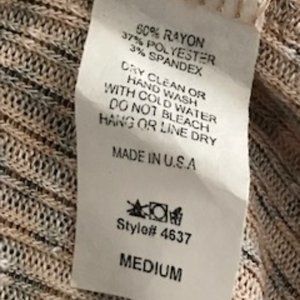 60% RAYON
37% POLYESTER
3% SPANDEX
DRY CLEAN OR
HAND WASH
WITH COLD WATER
DO NOT BLEACH
HANG OR LINE DRY
MADE IN U.S.A
Style# 4637
MEDIUM